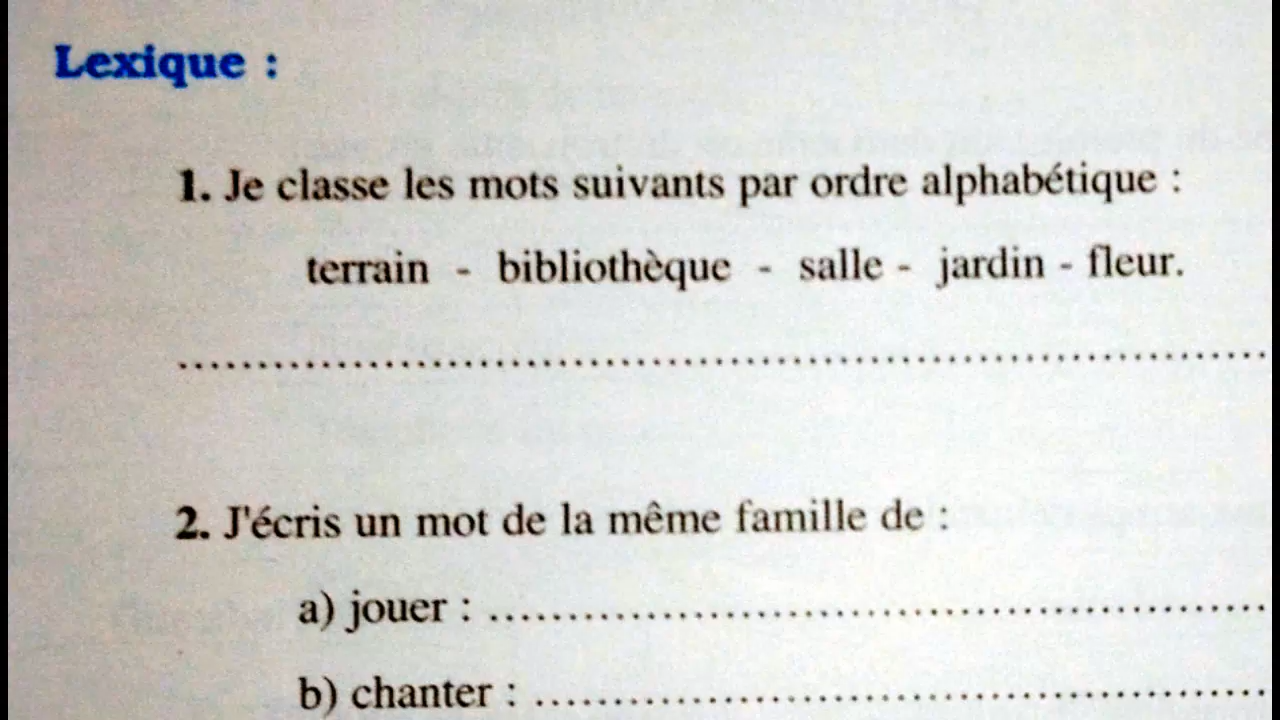 Lexique :
1. Je classe les mots suivants par ordre alphabétique :
terrain - bibliothèque - salle - jardin - fleur.
................................................................................
2. J'écris un mot de la même famille de :
a) jouer : .........................................................
b) chanter : .....................................................